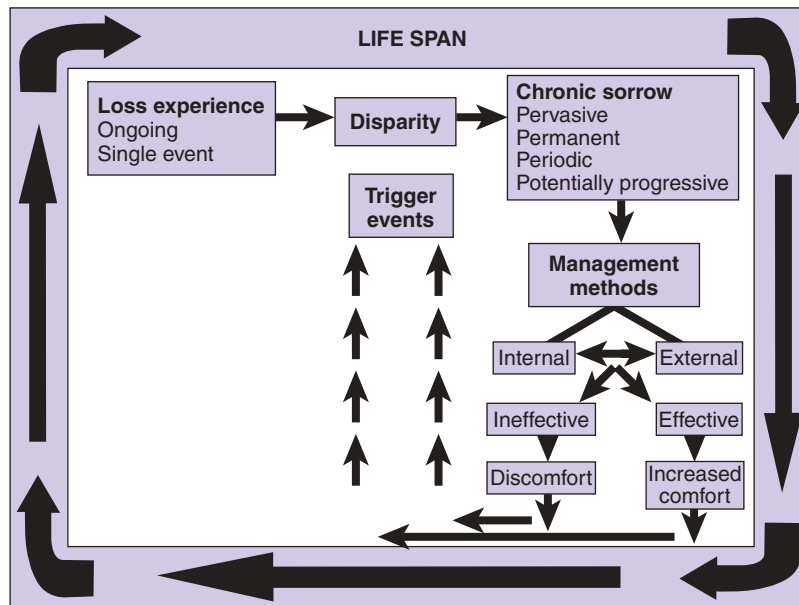 LIFE SPAN
Loss experience
Ongoing
Single event
Disparity
Chronic sorrow
Pervasive
Permanent
Periodic
Potentially progressive
Trigger
events
Management
methods
Internal
External
Ineffective
Effective
Discomfort
Increased
comfort